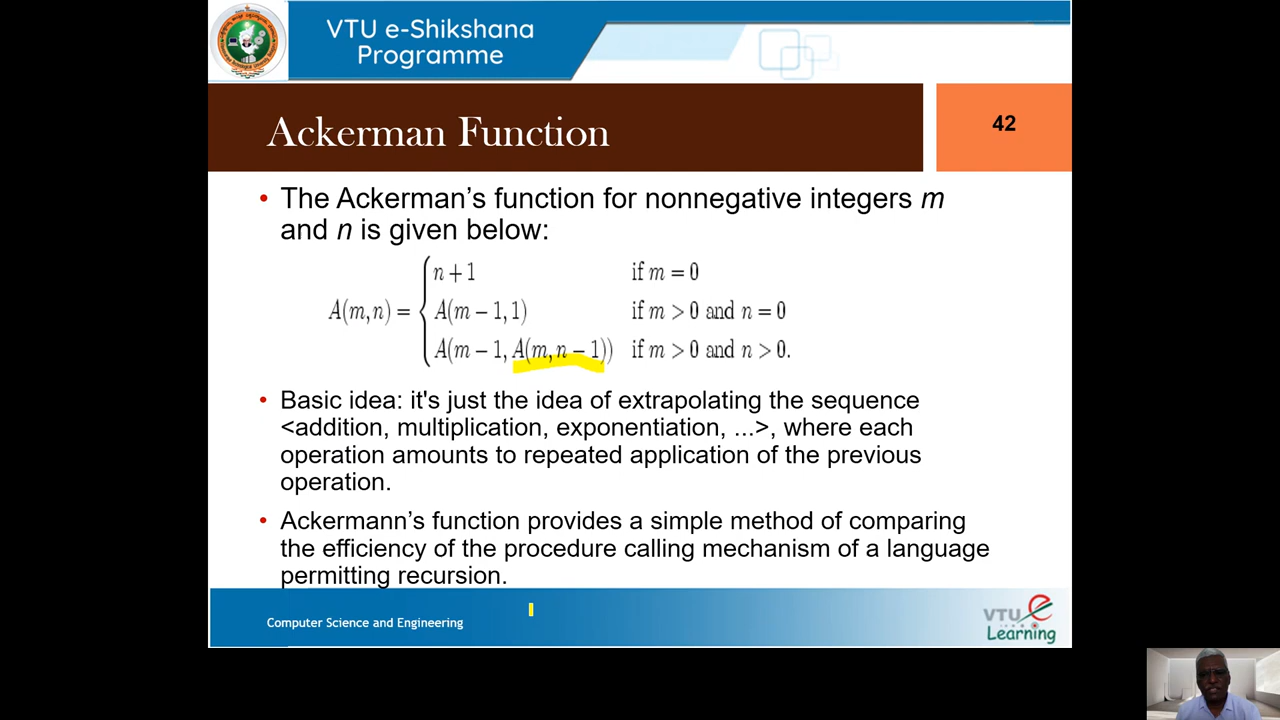 VTU e-Shikshana
Programme
Ackerman Function
42
• The Ackerman’s function for nonnegative integers m
and n is given below:
n + 1 if m = 0
A(m, n) = { A(m − 1, 1) if m > 0 and n = 0
A(m − 1, A(m, n − 1)) if m > 0 and n > 0.
• Basic idea: it's just the idea of extrapolating the sequence
<addition, multiplication, exponentiation, ...>, where each
operation amounts to repeated application of the previous
operation.
• Ackermann’s function provides a simple method of comparing
the efficiency of the procedure calling mechanism of a language
permitting recursion.
Computer Science and Engineering
VTU e
Learning